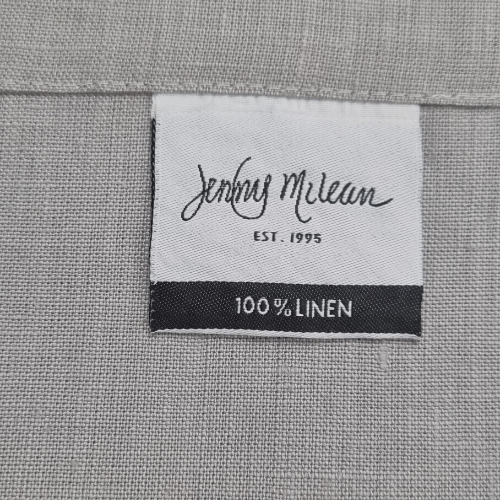 Jenny Mclean
EST. 1995
100% LINEN